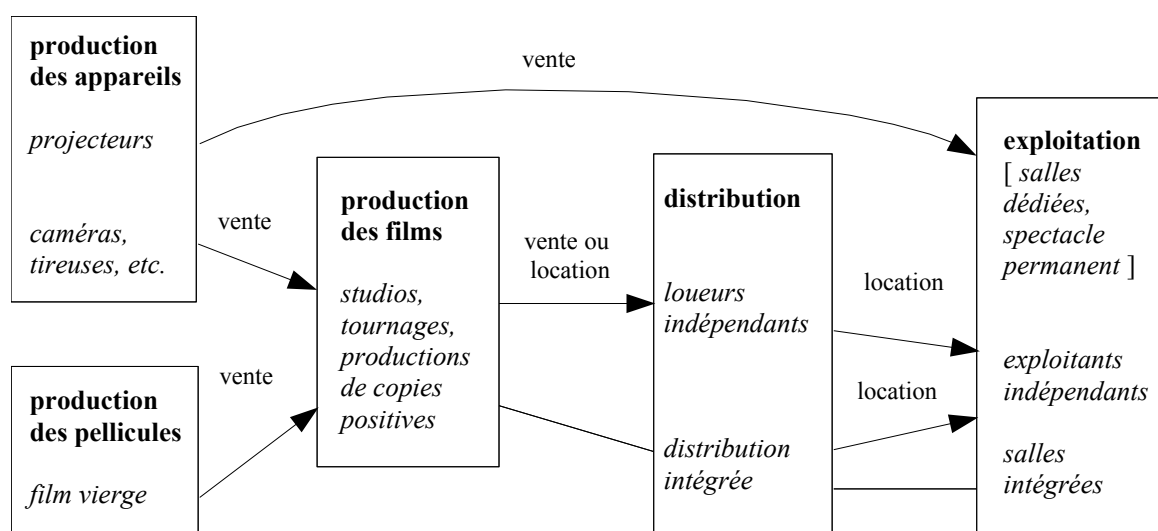 production
des appareils
projecteurs
caméras,
tireuses, etc.
production
des pellicules
film vierge
vente
vente
vente
production
des films
studios,
tournages,
productions
de copies
positives
vente ou
location
distribution
loueurs
indépendants
distribution
intégrée
location
location
exploitation
[ salles
dédiées,
spectacle
permanent ]
exploitants
indépendants
salles
intégrées